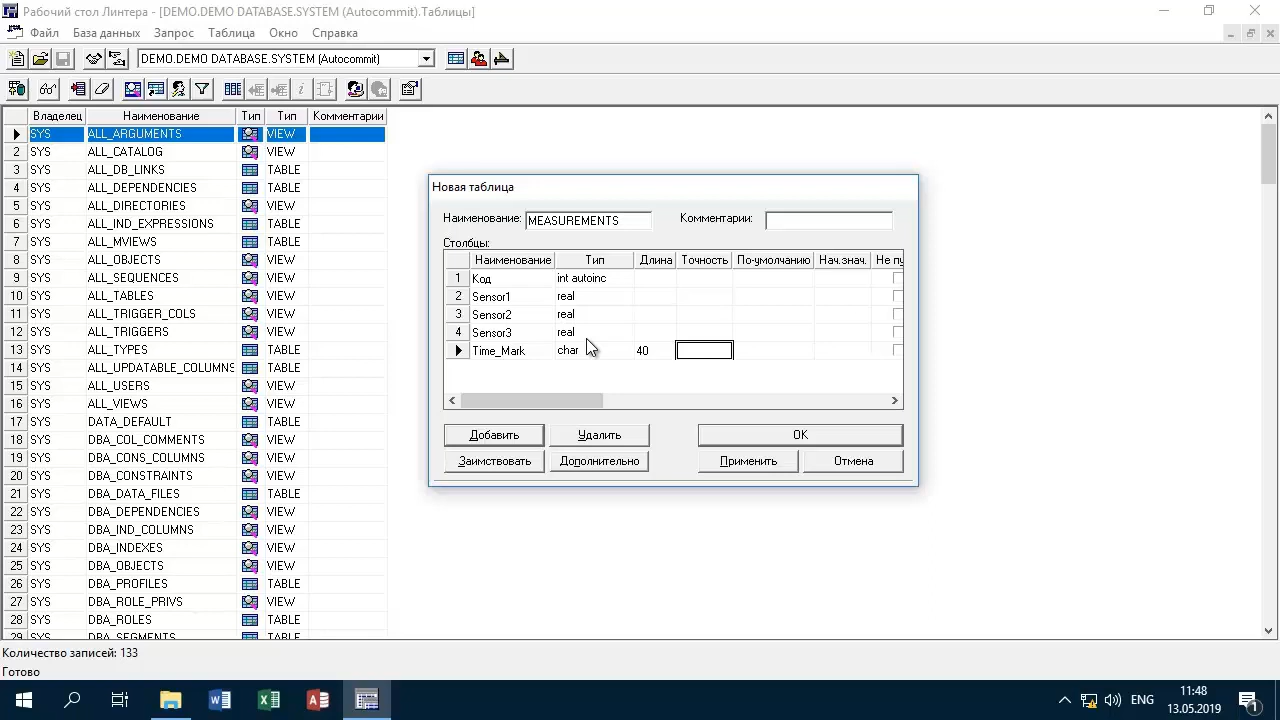 Рабочий стол Линтера - [DEMO.DEMO DATABASE.SYSTEM (Autocommit).Таблицы]
Файл База данных Запрос Таблица Окно Справка
DEMO.DEMO DATABASE.SYSTEM (Autocommit)
Владелец Наименование Тип Тип Комментарии
SYS ALL_ARGUMENTS VIEW
2 SYS ALL_CATALOG VIEW
3 SYS ALL_DB_LINKS TABLE
4 SYS ALL_DEPENDENCIES TABLE
5 SYS ALL_DIRECTORIES VIEW
6 SYS ALL_IND_EXPRESSIONS TABLE
7 SYS ALL_MVIEWS TABLE
8 SYS ALL_OBJECTS VIEW
9 SYS ALL_SEQUENCES VIEW
10 SYS ALL_TABLES VIEW
11 SYS ALL_TRIGGER_COLS VIEW
12 SYS ALL_TRIGGERS VIEW
13 SYS ALL_TYPES TABLE
14 SYS ALL_UPDATABLE_COLUMNS TABLE
15 SYS ALL_USERS VIEW
16 SYS ALL_VIEWS VIEW
17 SYS DATA_DEFAULT TABLE
18 SYS DBA_COL_COMMENTS VIEW
19 SYS DBA_CONS_COLUMNS VIEW
20 SYS DBA_CONSTRAINTS VIEW
21 SYS DBA_DATA_FILES TABLE
22 SYS DBA_DEPENDENCIES VIEW
23 SYS DBA_IND_COLUMNS VIEW
24 SYS DBA_INDEXES VIEW
25 SYS DBA_OBJECTS VIEW
26 SYS DBA_PROFILES TABLE
27 SYS DBA_ROLE_PRIVS VIEW
28 SYS DBA_ROLES TABLE
29 SYS DBA_SEGMENTS TABLE
Новая таблица
Наименование: MEASUREMENTS Комментарии:
Столбцы:
Наименование Тип Длина Точность По-умолчанию Нач.знач. Не пу
1 Код int autoinc
2 Sensor1 real
3 Sensor2 real
4 Sensor3 real
Time_Mark char 40
Добавить Удалить OK
Заимствовать Дополнительно Применить Отмена
Количество записей: 133
Готово
ENG 11:48
13.05.2019
1